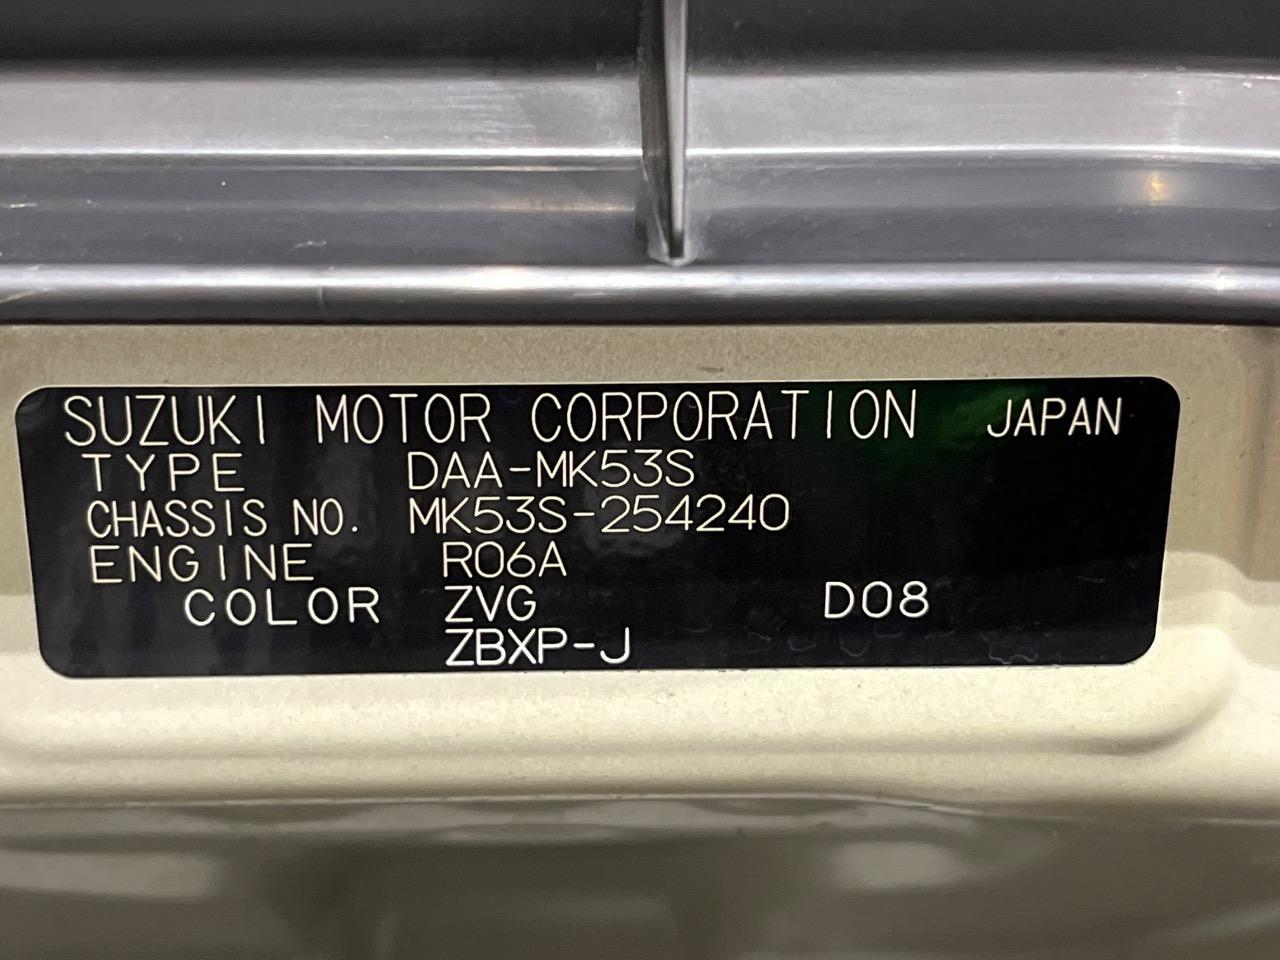 SUZUKI MOTOR CORPORATION JAPAN
TYPE DAA-MK53S
CHASSIS NO. MK53S-254240
ENGINE R06A
COLOR ZVG D08
ZBXP-J